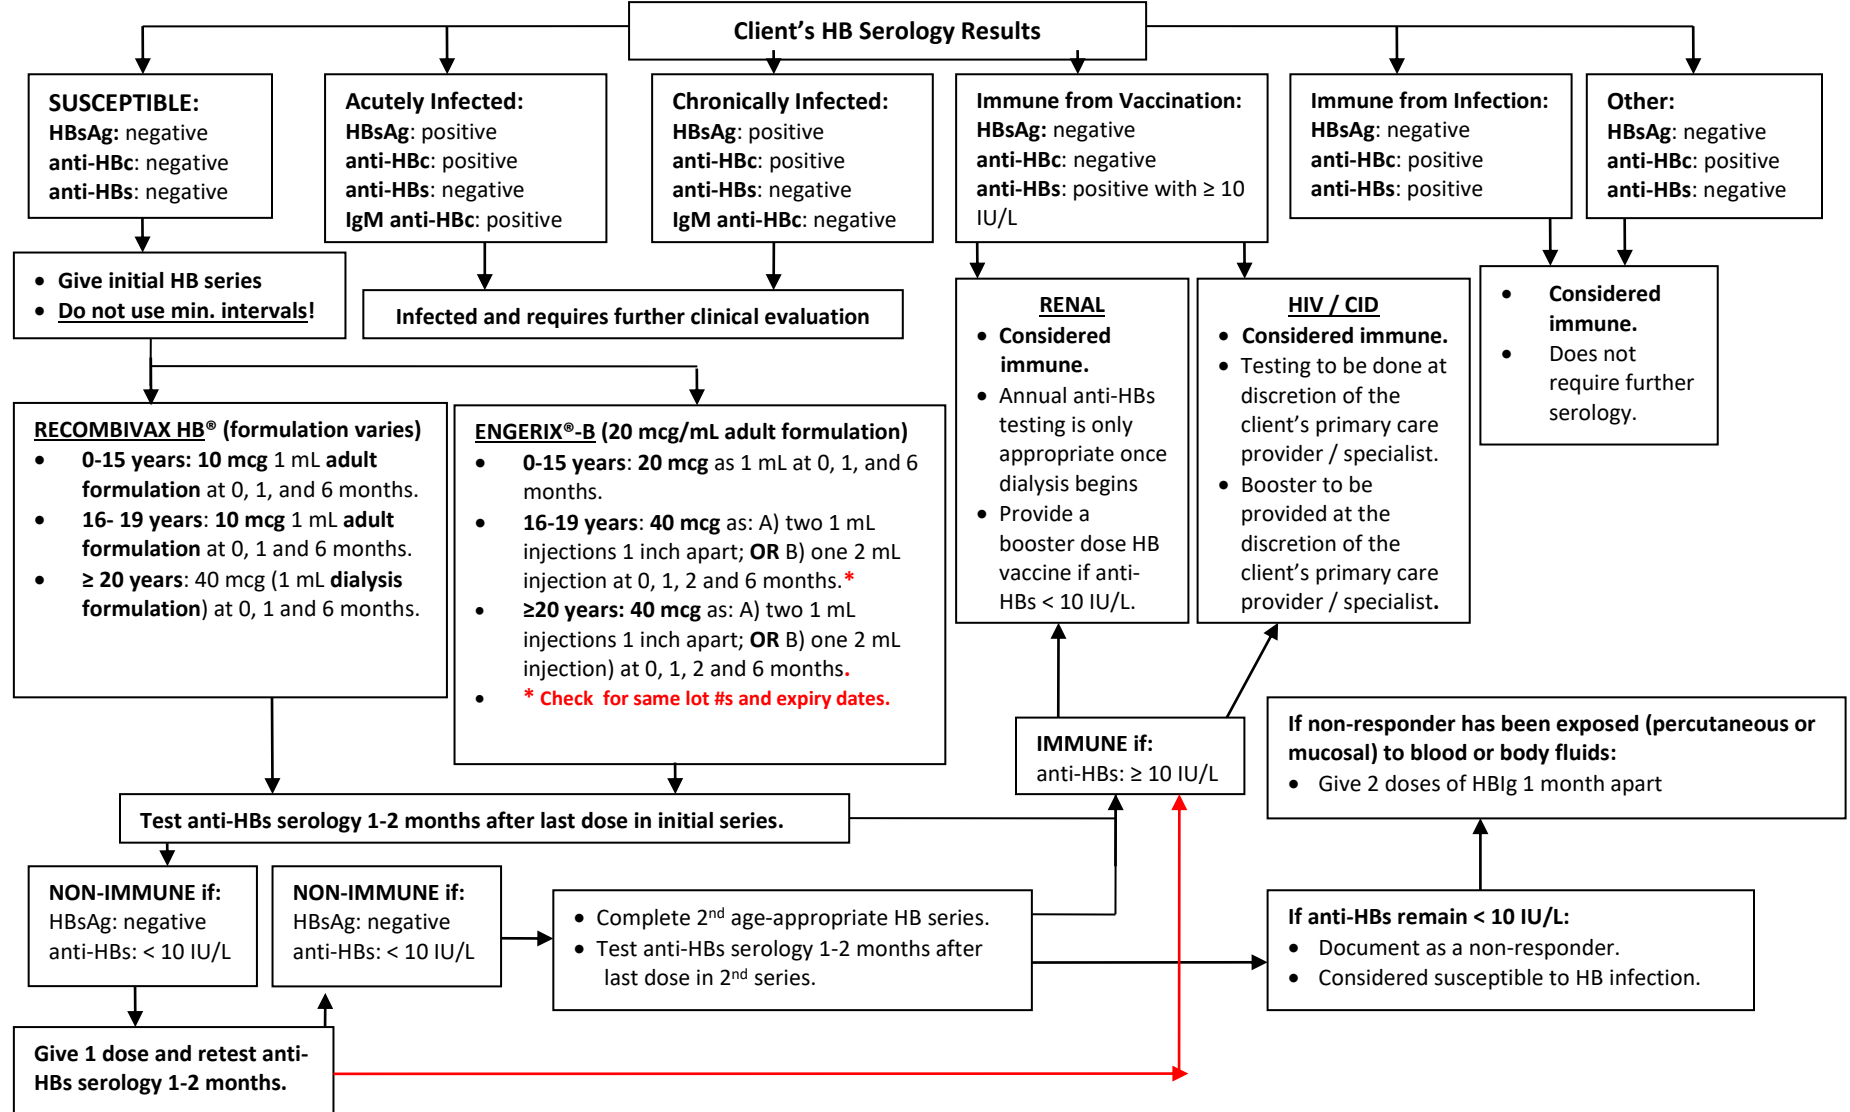 Client's HB Serology Results
SUSCEPTIBLE:
HBsAg: negative
anti-HBc: negative
anti-HBs: negative
Acutely Infected:
HBsAg: positive
anti-HBc: positive
anti-HBs: negative
IgM anti-HBc: positive
Chronically Infected:
HBsAg: positive
anti-HBc: positive
anti-HBs: negative
IgM anti-HBc: negative
Immune from Vaccination:
HBsAg: negative
anti-HBc: negative
anti-HBs: positive with ≥ 10
IU/L
Immune from Infection:
HBsAg: negative
anti-HBc: positive
anti-HBs: positive
Other:
HBsAg: negative
anti-HBc: positive
anti-HBs: negative
• Give initial HB series
• Do not use min. intervals!
Infected and requires further clinical evaluation
RENAL
• Considered
immune.
• Annual anti-HBs
testing is only
appropriate once
dialysis begins
• Provide a
booster dose HB
vaccine if anti-
HBs < 10 IU/L.
HIV / CID
• Considered immune.
• Testing to be done at
discretion of the
client's primary care
provider / specialist.
• Booster to be
provided at the
discretion of the
client's primary care
provider / specialist.
• Considered
immune.
• Does not
require further
serology.
RECOMBIVAX HB® (formulation varies)
• 0-15 years: 10 mcg 1 mL adult
formulation at 0, 1, and 6 months.
• 16- 19 years: 10 mcg 1 mL adult
formulation at 0, 1 and 6 months.
• ≥ 20 years: 40 mcg (1 mL dialysis
formulation) at 0, 1 and 6 months.
ENGERIX®-B (20 mcg/mL adult formulation)
• 0-15 years: 20 mcg as 1 mL at 0, 1, and 6
months.
• 16-19 years: 40 mcg as: A) two 1 mL
injections 1 inch apart; OR B) one 2 mL
injection at 0, 1, 2 and 6 months.*
• ≥20 years: 40 mcg as: A) two 1 mL
injections 1 inch apart; OR B) one 2 mL
injection) at 0, 1, 2 and 6 months.
• * Check for same lot #s and expiry dates.
IMMUNE if:
anti-HBs: ≥ 10 IU/L
If non-responder has been exposed (percutaneous or
mucosal) to blood or body fluids:
• Give 2 doses of HBIg 1 month apart
Test anti-HBs serology 1-2 months after last dose in initial series.
NON-IMMUNE if:
HBsAg: negative
anti-HBs: < 10 IU/L
NON-IMMUNE if:
HBsAg: negative
anti-HBs: < 10 IU/L
• Complete 2nd age-appropriate HB series.
• Test anti-HBs serology 1-2 months after
last dose in 2nd series.
If anti-HBs remain < 10 IU/L:
• Document as a non-responder.
• Considered susceptible to HB infection.
Give 1 dose and retest anti-
HBs serology 1-2 months.